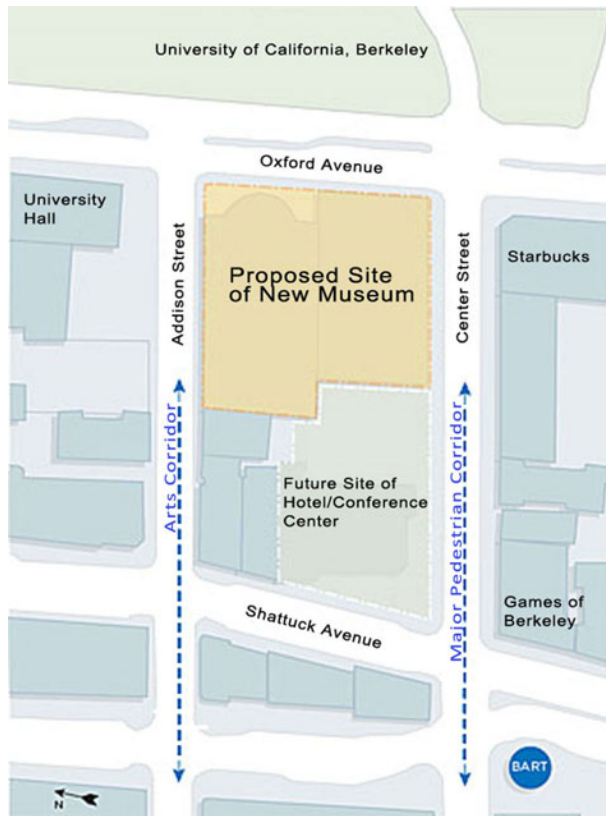 University of California, Berkeley
Oxford Avenue
University
Hall
Addison Street
Proposed Site
of New Museum
Center Street
Starbucks
Arts Corridor
Major Pedestrian Corridor
Future Site of
Hotel/Conference
Center
Shattuck Avenue
Games of
Berkeley
BART
N